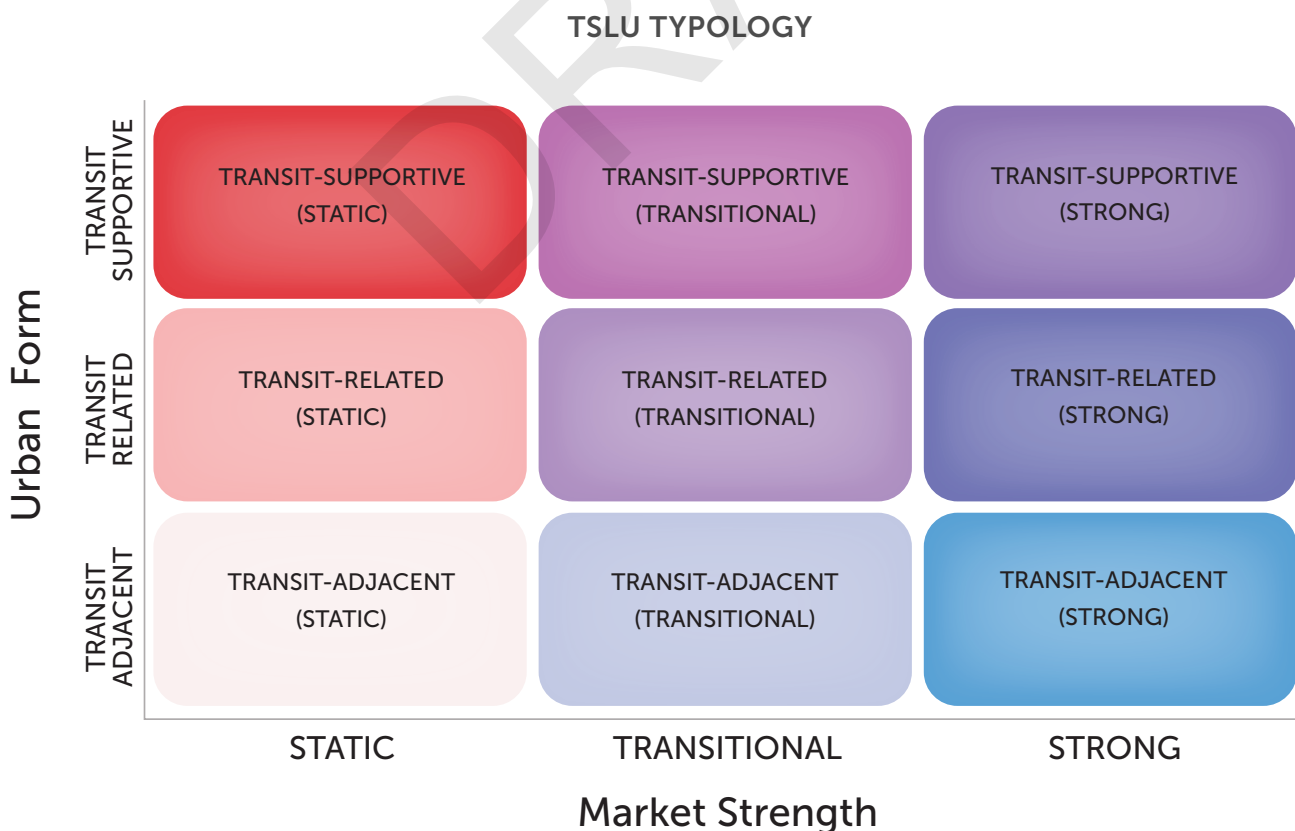 TSLU TYPOLOGY
Urban Form
TRANSIT
SUPPORTIVE
TRANSIT-SUPPORTIVE
(STATIC)
TRANSIT-SUPPORTIVE
(TRANSITIONAL)
TRANSIT-SUPPORTIVE
(STRONG)
TRANSIT
RELATED
TRANSIT-RELATED
(STATIC)
TRANSIT-RELATED
(TRANSITIONAL)
TRANSIT-RELATED
(STRONG)
TRANSIT
ADJACENT
TRANSIT-ADJACENT
(STATIC)
TRANSIT-ADJACENT
(TRANSITIONAL)
TRANSIT-ADJACENT
(STRONG)
STATIC
TRANSITIONAL
STRONG
Market Strength
DRA